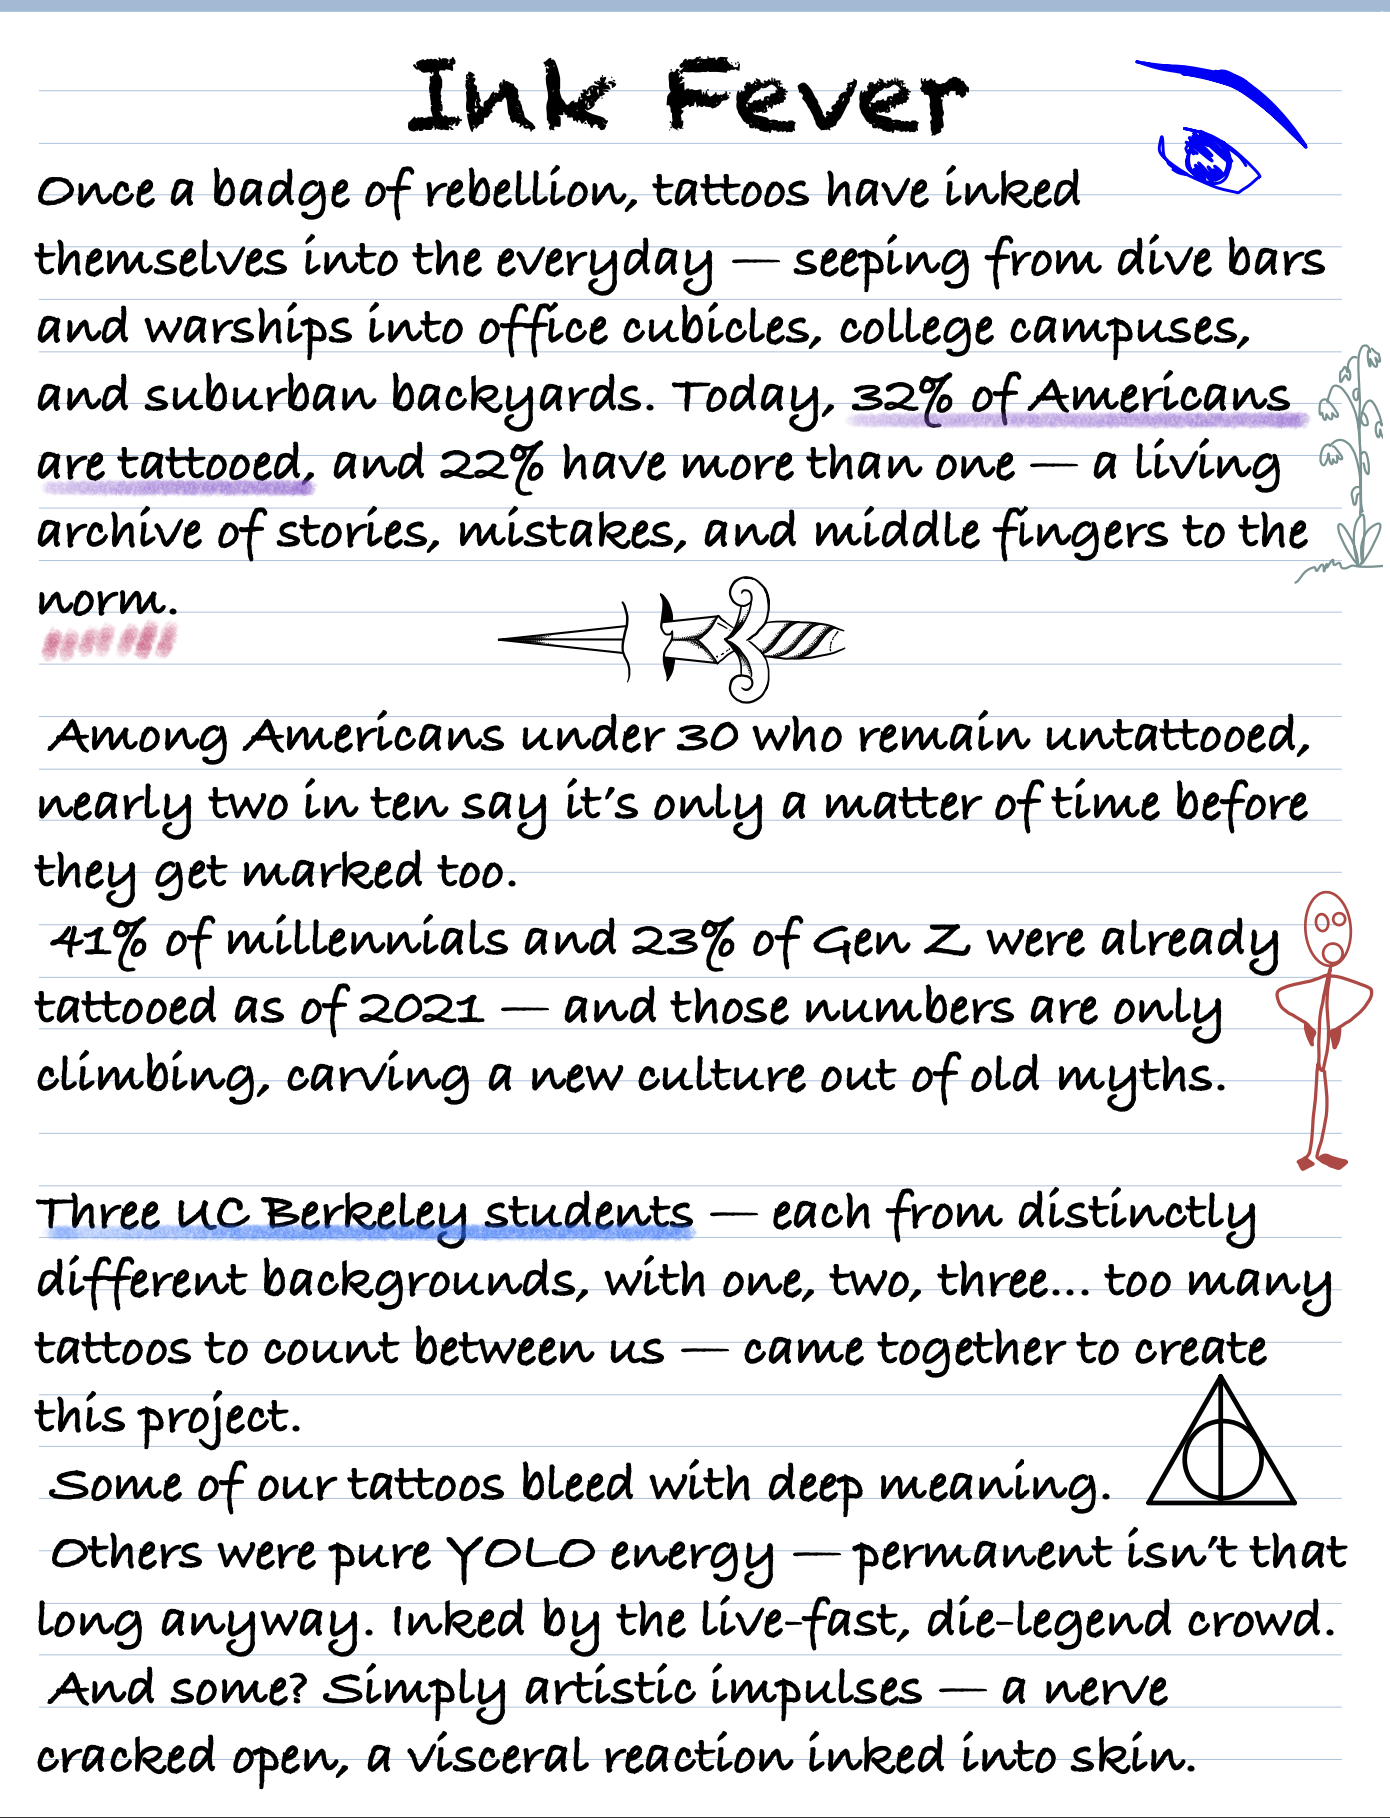 Ink Fever
Once a badge of rebellion, tattoos have inked
themselves into the everyday — seeping from dive bars
and warships into office cubicles, college campuses,
and suburban backyards. Today, 32% of Americans
are tattooed, and 22% have more than one — a living
archive of stories, mistakes, and middle fingers to the
norm.
Among Americans under 30 who remain untattooed,
nearly two in ten say it's only a matter of time before
they get marked too.
41% of millennials and 23% of Gen Z were already
tattooed as of 2021 — and those numbers are only
climbing, carving a new culture out of old myths.
Three UC Berkeley students — each from distinctly
different backgrounds, with one, two, three... too many
tattoos to count between us — came together to create
this project.
Some of our tattoos bleed with deep meaning.
Others were pure YOLO energy — permanent isn't that
long anyway. Inked by the live-fast, die-legend crowd.
And some? Simply artistic impulses — a nerve
cracked open, a visceral reaction inked into skin.